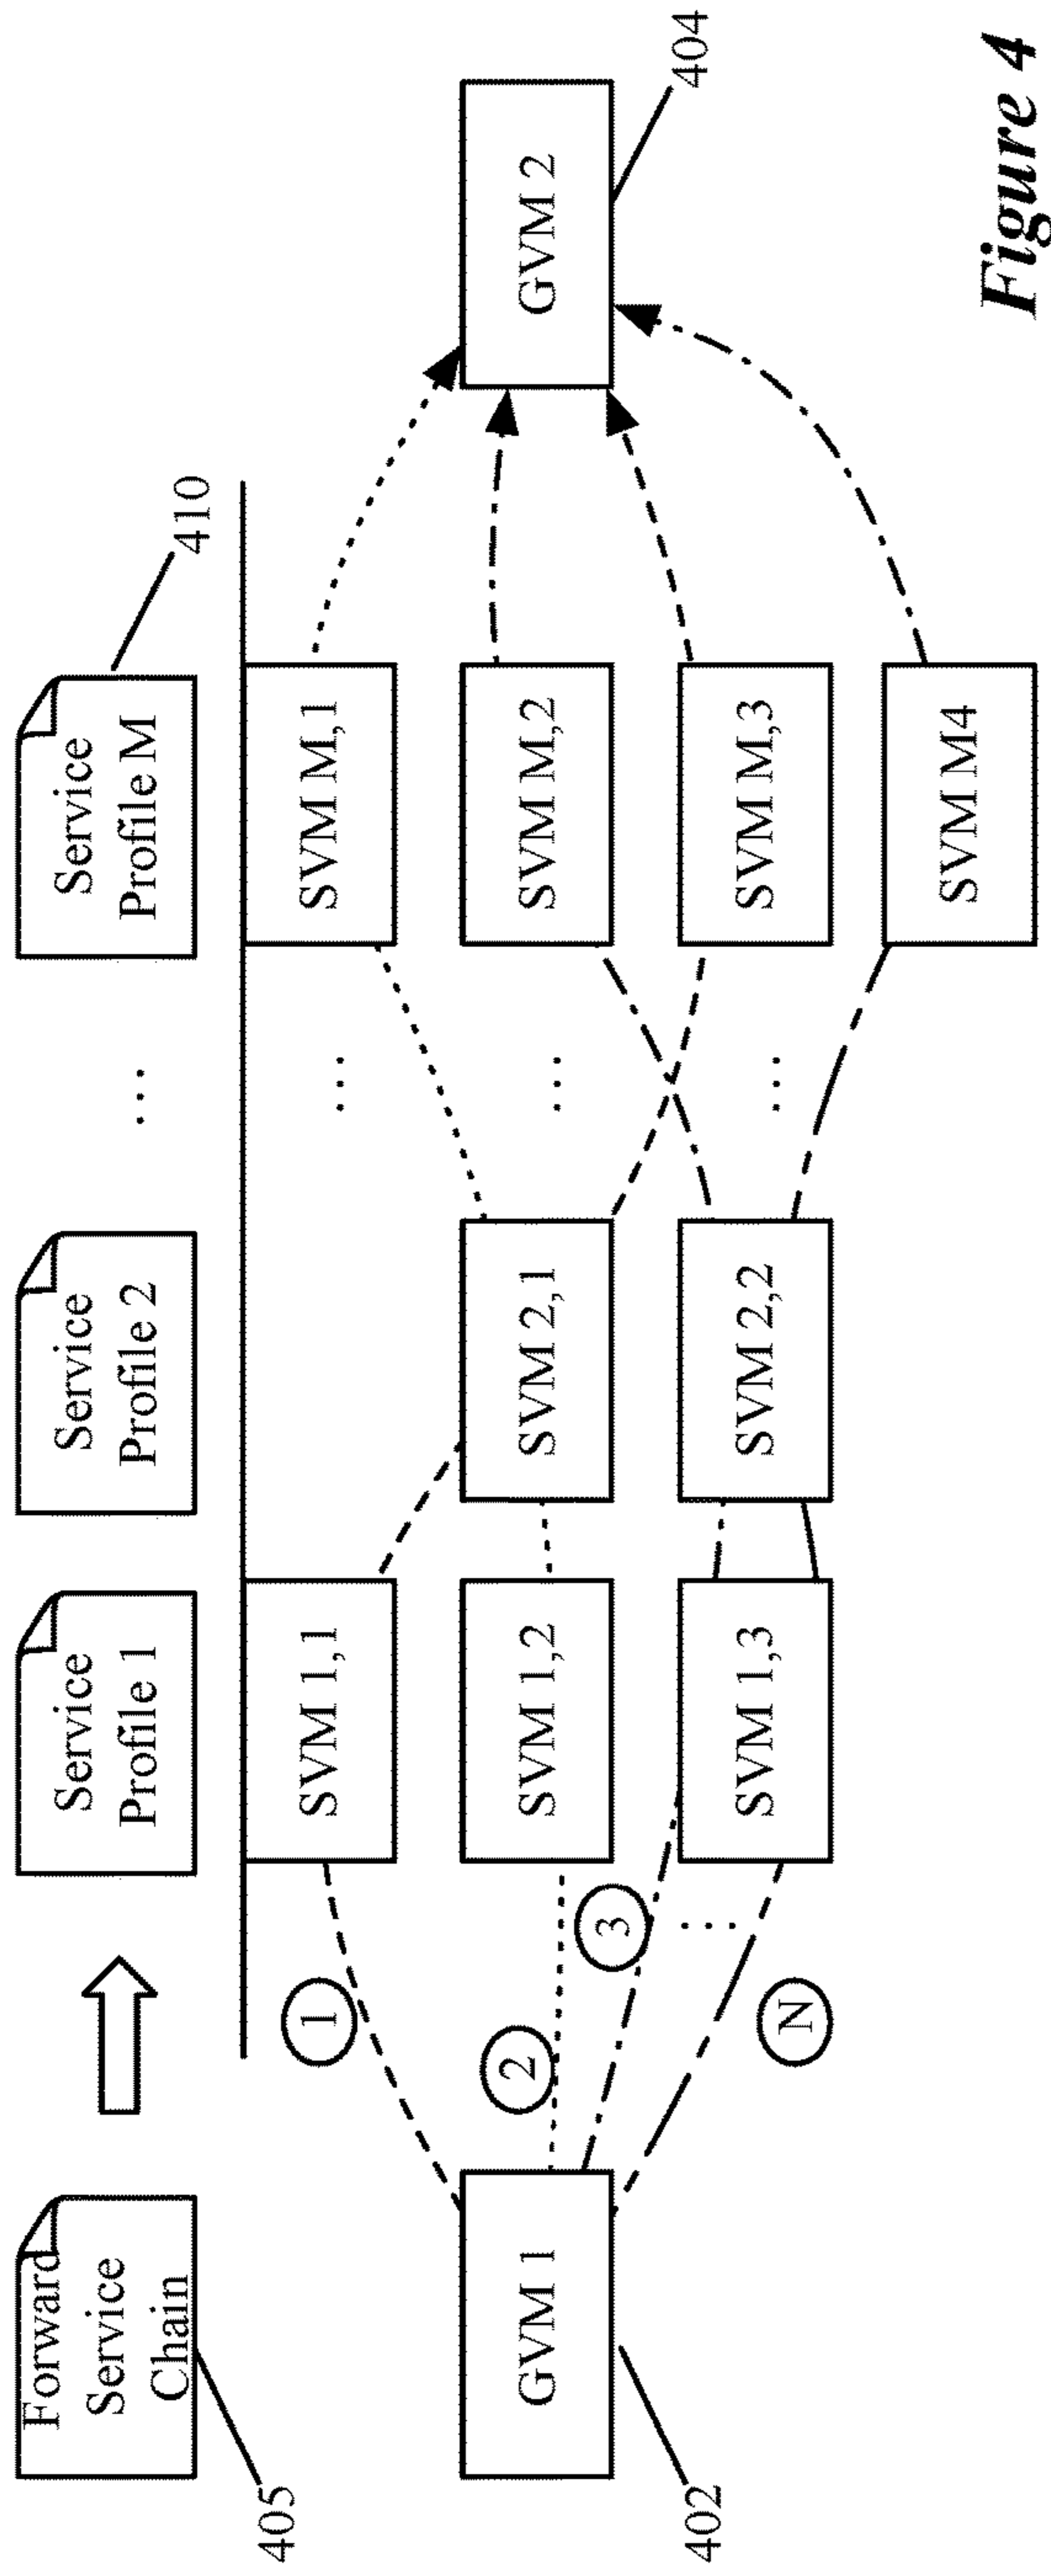 Forward
Service
Chain
405
Service
Profile 1
Service
Profile 2
...
Service
Profile M
410
GVM 1
402
1
2
3
...
N
SVM 1,1
SVM 1,2
SVM 1,3
SVM 2,1
SVM 2,2
...
...
...
SVM M,1
SVM M,2
SVM M,3
SVM M4
GVM 2
404
Figure 4